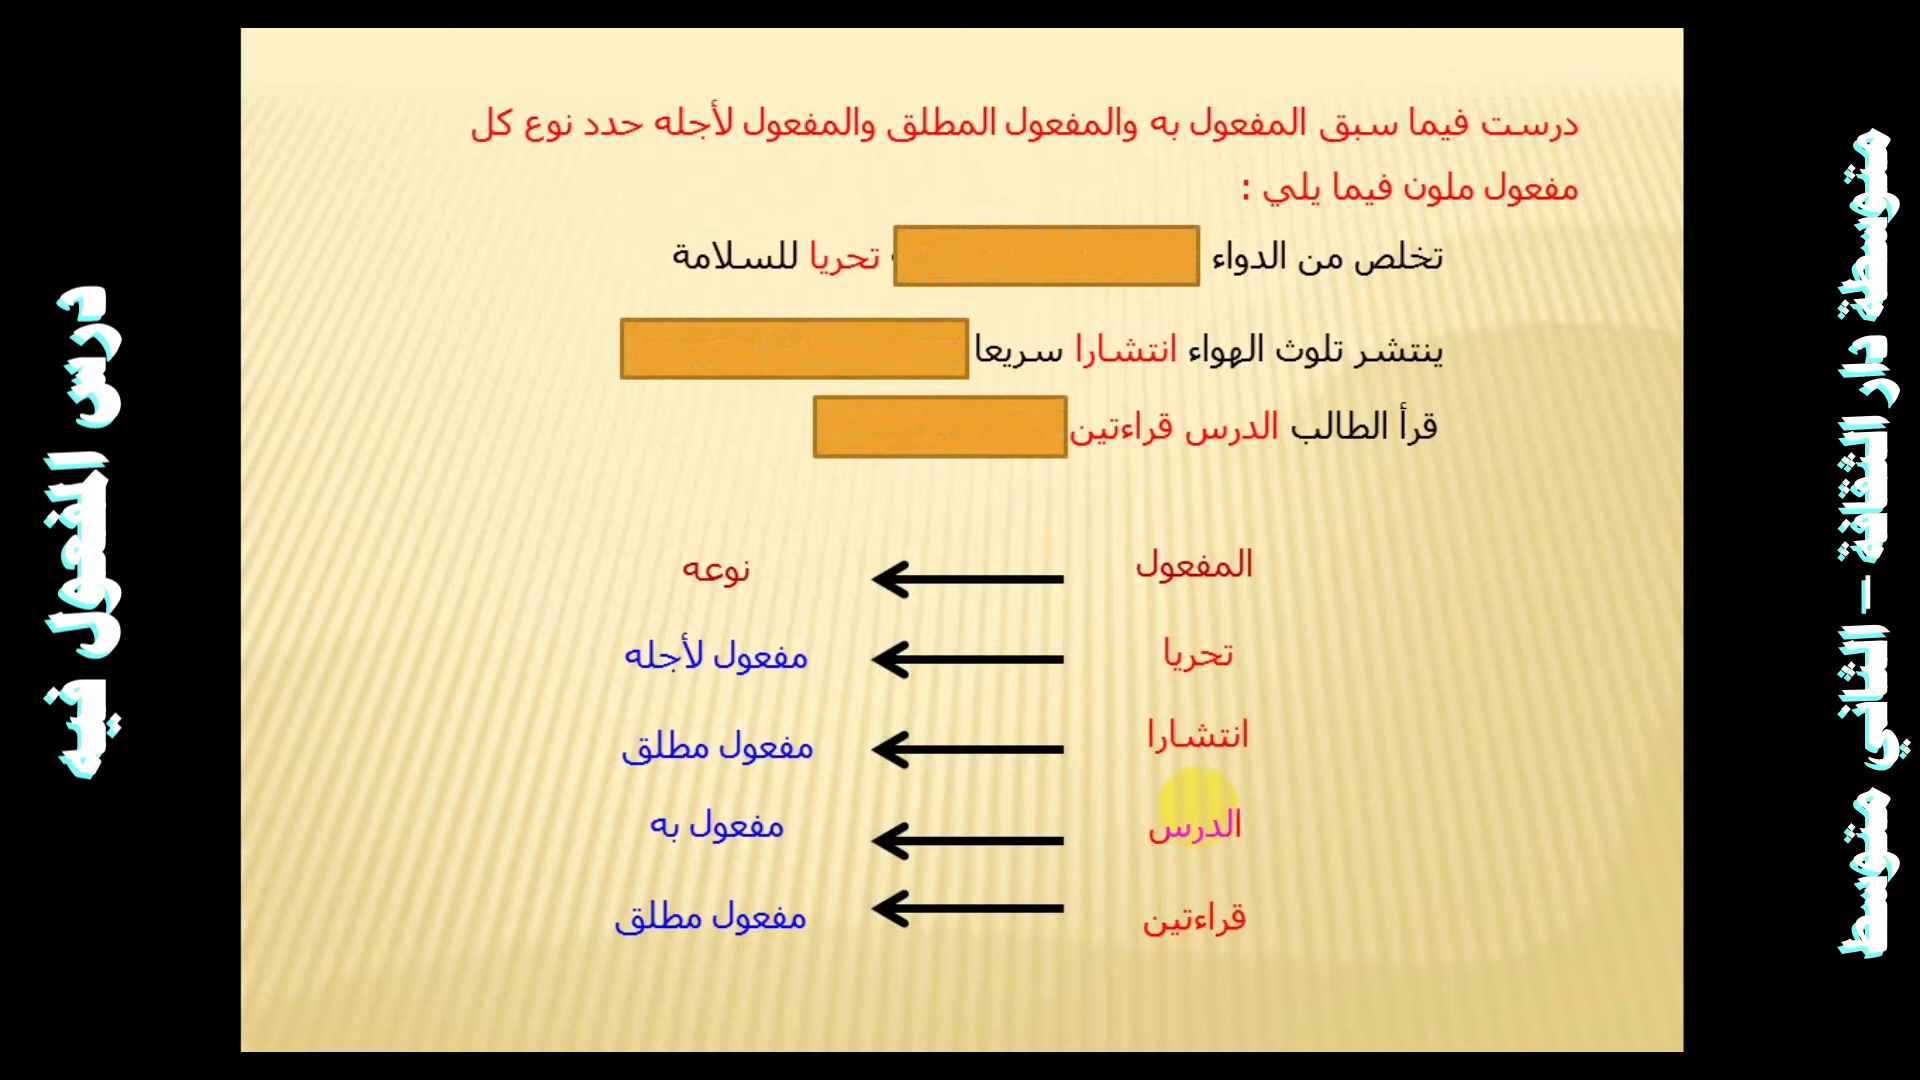 درست فيما سبق المفعول به والمفعول المطلق والمفعول لأجله حدد نوع كل
مفعول ملون فيما يلي :
تخلص من الدواء تحريا للسلامة
ينتشر تلوث الهواء انتشارا سريعا
قرأ الطالب الدرس قراءتين
المفعول نوعه
تحريا مفعول لأجله
انتشارا مفعول مطلق
الدرس مفعول به
قراءتين مفعول مطلق
متوسطة دار الثقافة – الثاني متوسط
درس المفعول فيه